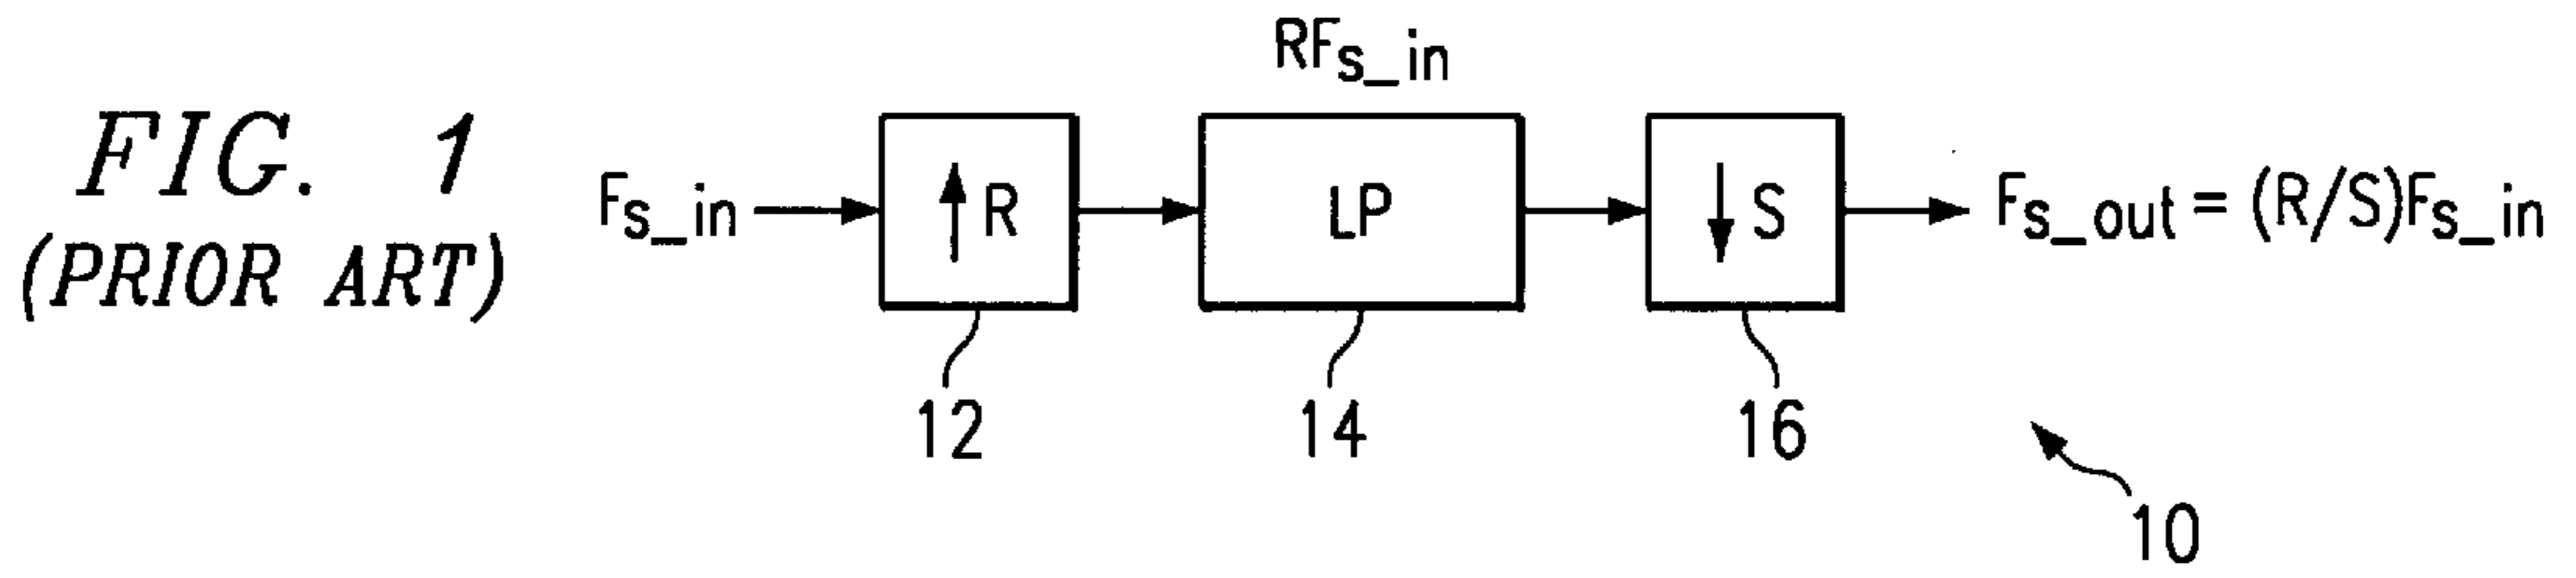 FIG. 1
(PRIOR ART)
RFs_in
Fs_in
↑ R
LP
↓ S
Fs_out = (R/S)Fs_in
12
14
16
10